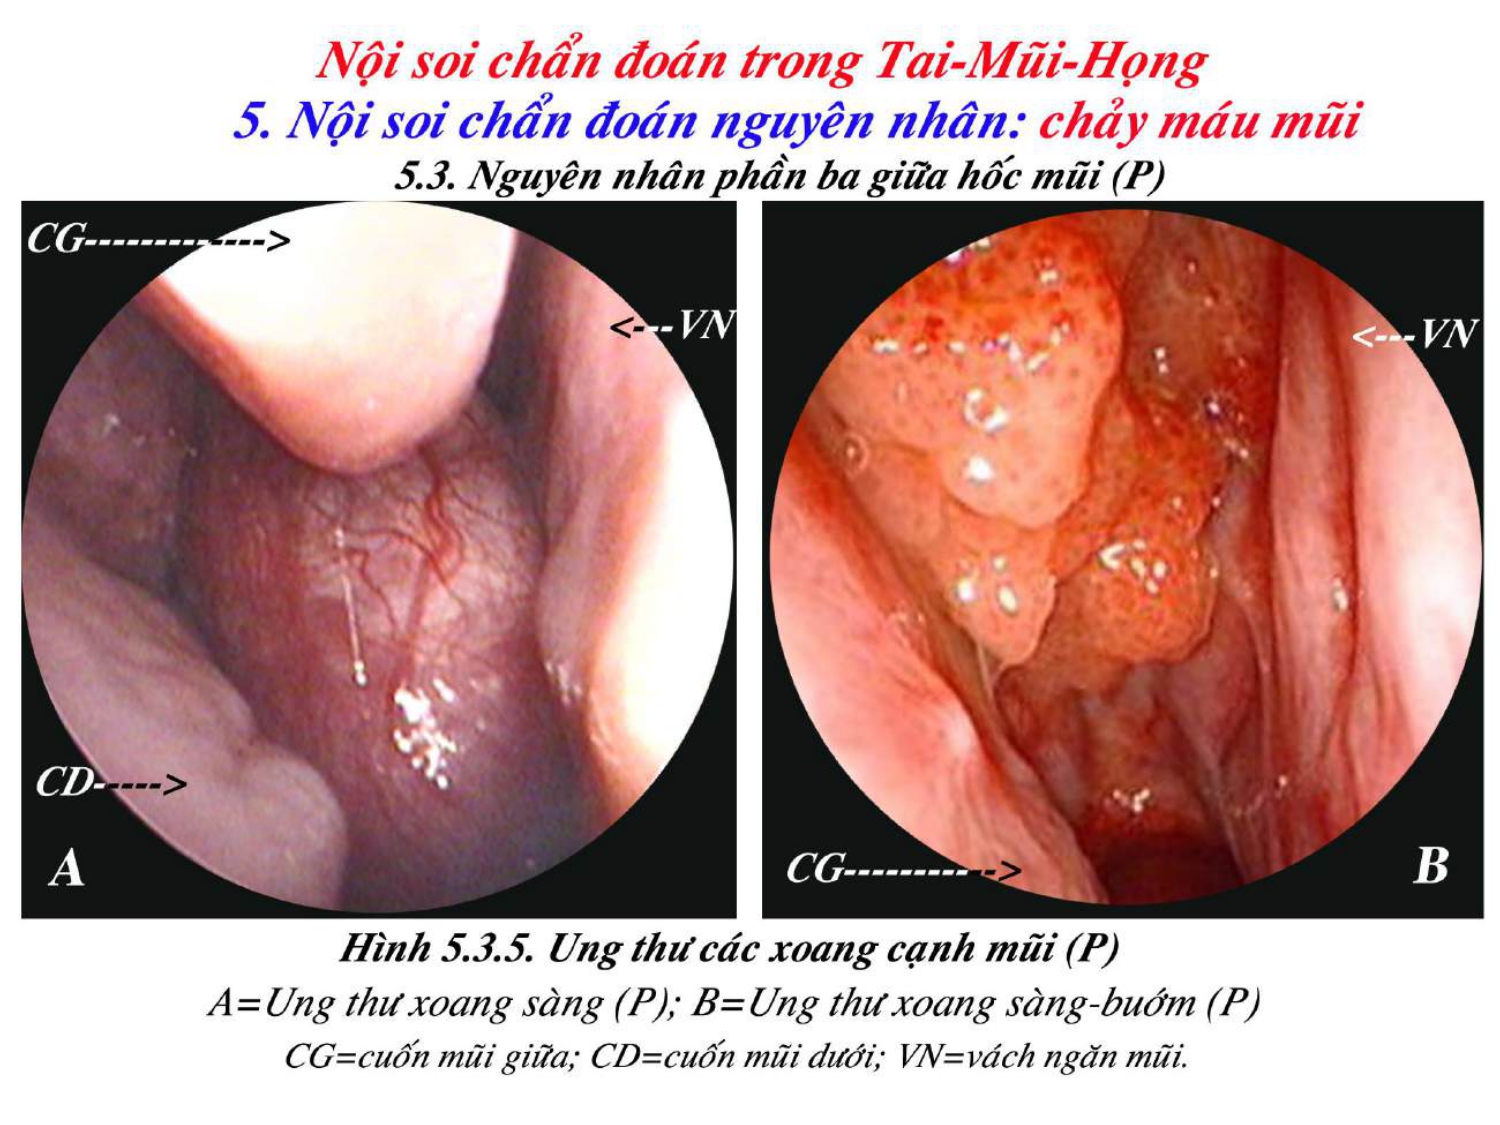 Nội soi chẩn đoán trong Tai-Mũi-Họng
5. Nội soi chẩn đoán nguyên nhân: chảy máu mũi
5.3. Nguyên nhân phần ba giữa hốc mũi (P)
CG------------->
<---VN
CD----->
A
<---VN
CG----------->
B
Hình 5.3.5. Ung thư các xoang cạnh mũi (P)
A=Ung thư xoang sàng (P); B=Ung thư xoang sàng-buớm (P)
CG=cuốn mũi giữa; CD=cuốn mũi dưới; VN=vách ngăn mũi.